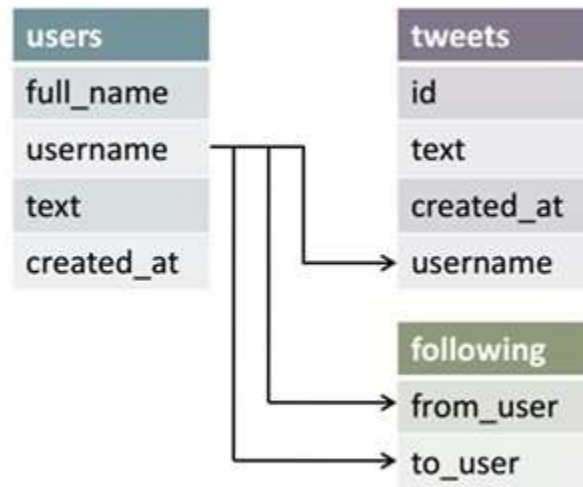 users
full_name
username
text
created_at
tweets
id
text
created_at
username
following
from_user
to_user